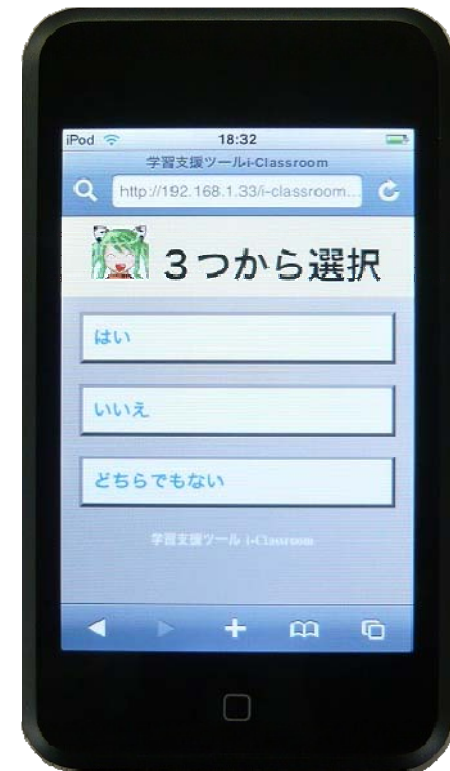 iPod 18:32
学習支援ツールi-Classroom
http://192.168.1.33/i-classroom...
3つから選択
はい
いいえ
どちらでもない
学習支援ツール i-Classroom